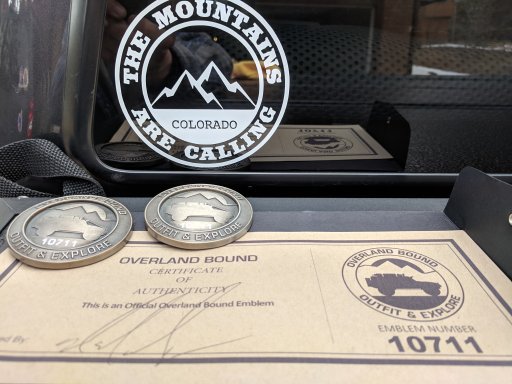 THE MOUNTAINS
COLORADO
ARE CALLING
10711
OUTFIT & EXPLORE
OUTFIT & EXPLORE
OVERLAND BOUND
CERTIFICATE
OF
AUTHENTICITY
This is an Official Overland Bound Emblem
OVERLAND BOUND
OUTFIT & EXPLORE
EMBLEM NUMBER
10711
By